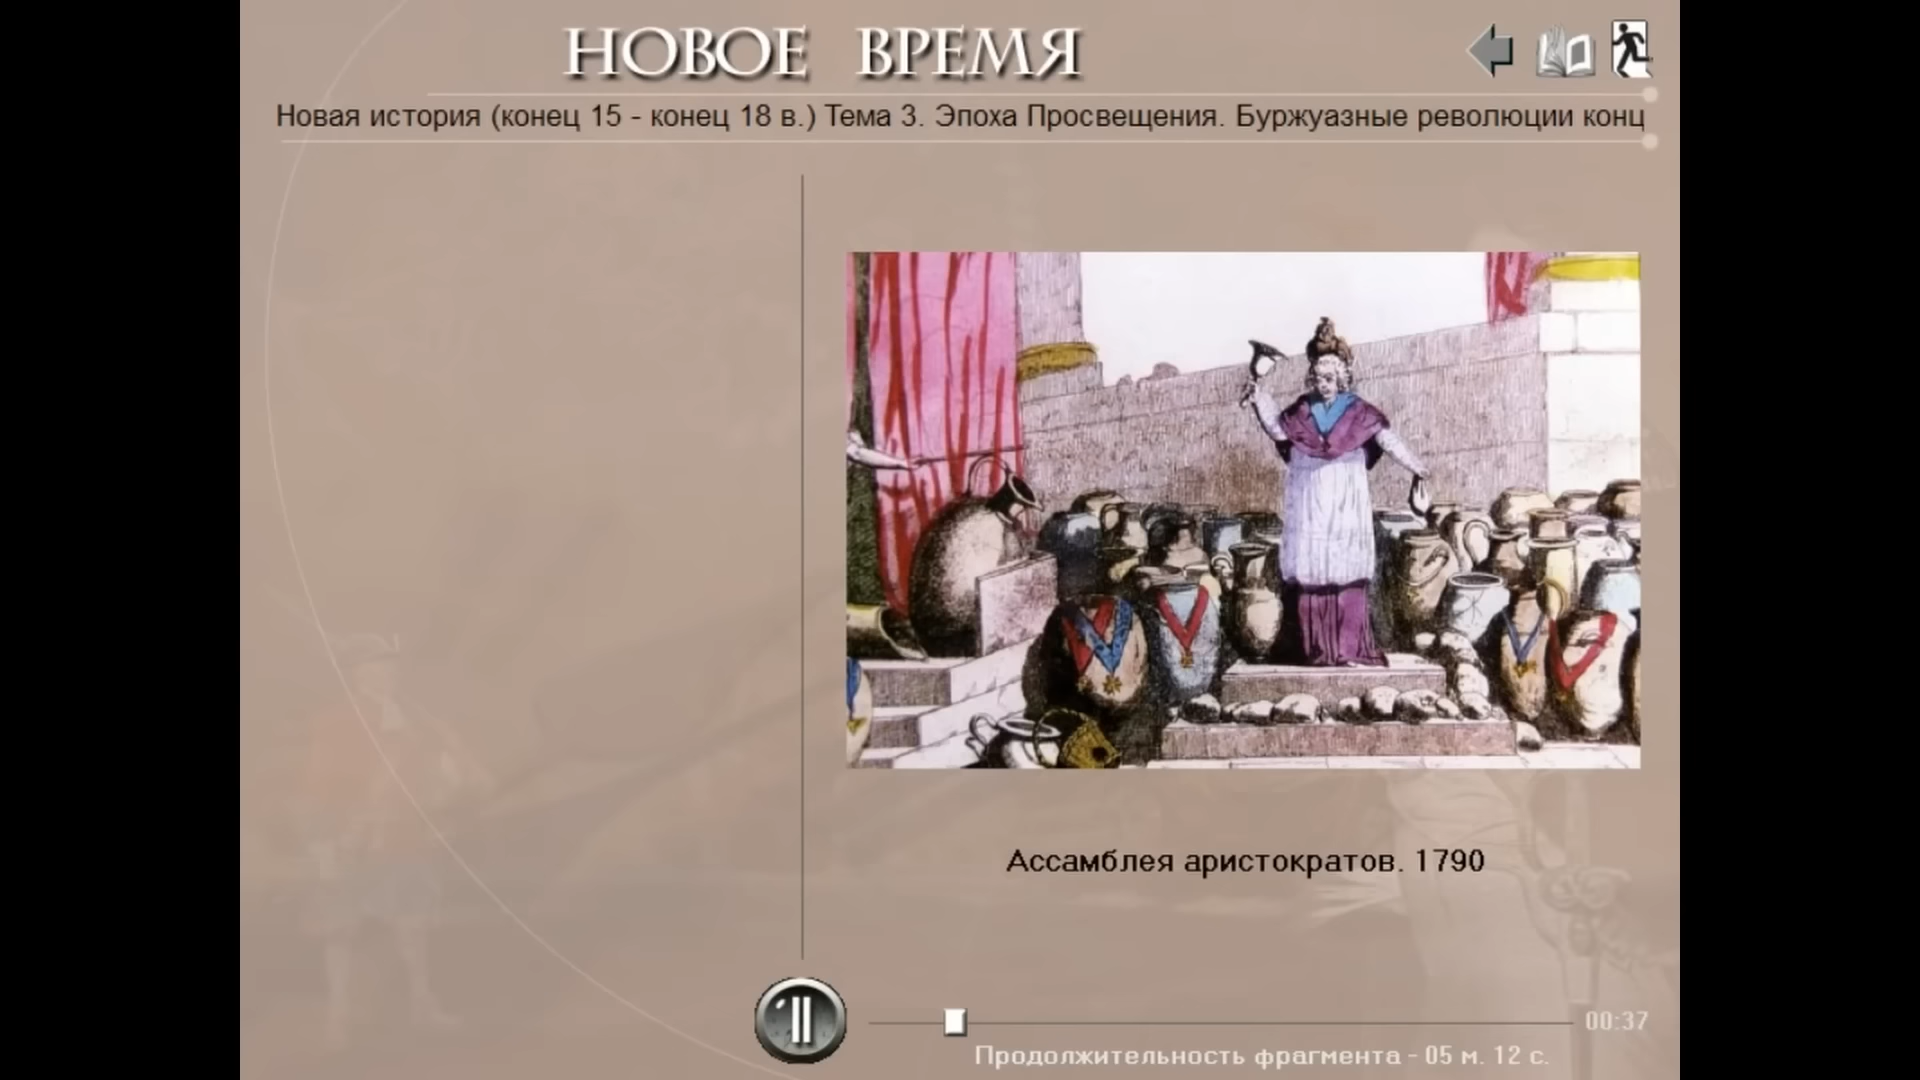 НОВОЕ ВРЕМЯ
Новая история (конец 15 - конец 18 в.) Тема 3. Эпоха Просвещения. Буржуазные революции конц
Ассамблея аристократов. 1790
00:37
Продолжительность фрагмента - 05 м. 12 с.